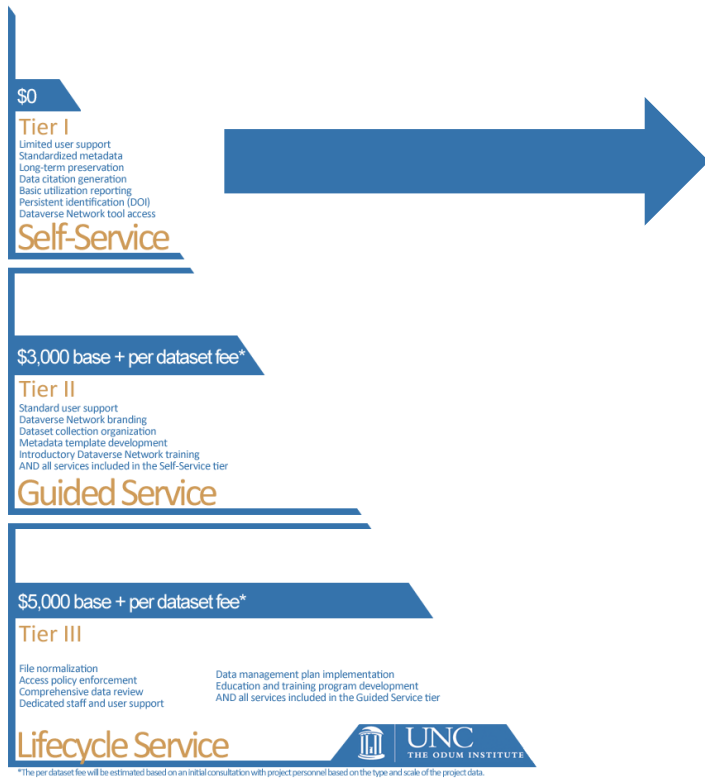 $0
Tier I
Limited user support
Standardized metadata
Long-term preservation
Data citation generation
Basic utilization reporting
Persistent identification (DOI)
Dataverse Network tool access
Self-Service
$3,000 base + per dataset fee*
Tier II
Standard user support
Dataverse Network branding
Dataset collection organization
Metadata template development
Introductory Dataverse Network training
AND all services included in the Self-Service tier
Guided Service
$5,000 base + per dataset fee*
Tier III
File normalization
Access policy enforcement
Comprehensive data review
Dedicated staff and user support
Data management plan implementation
Education and training program development
AND all services included in the Guided Service tier
Lifecycle Service
UNC
THE ODUM INSTITUTE
*The per dataset fee will be estimated based on an initial consultation with project personnel based on the type and scale of the project data.